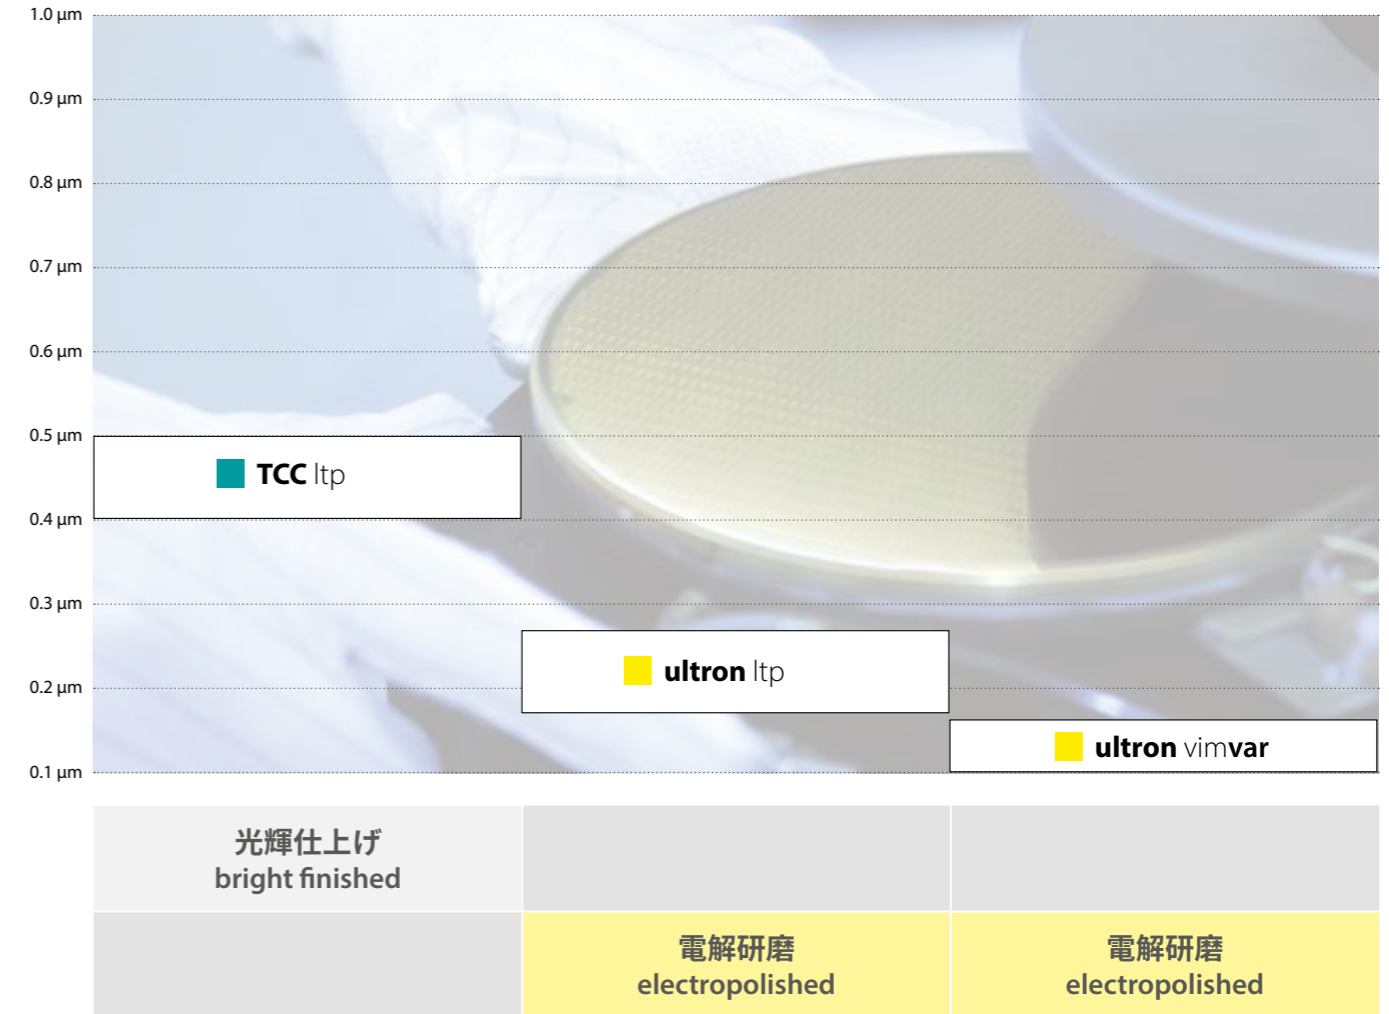 1.0 µm
0.9 µm
0.8 µm
0.7 µm
0.6 µm
0.5 µm
TCC ltp
0.4 µm
0.3 µm
ultron ltp
0.2 µm
ultron vimvar
0.1 µm
光輝仕上げ
bright finished
電解研磨
electropolished
電解研磨
electropolished